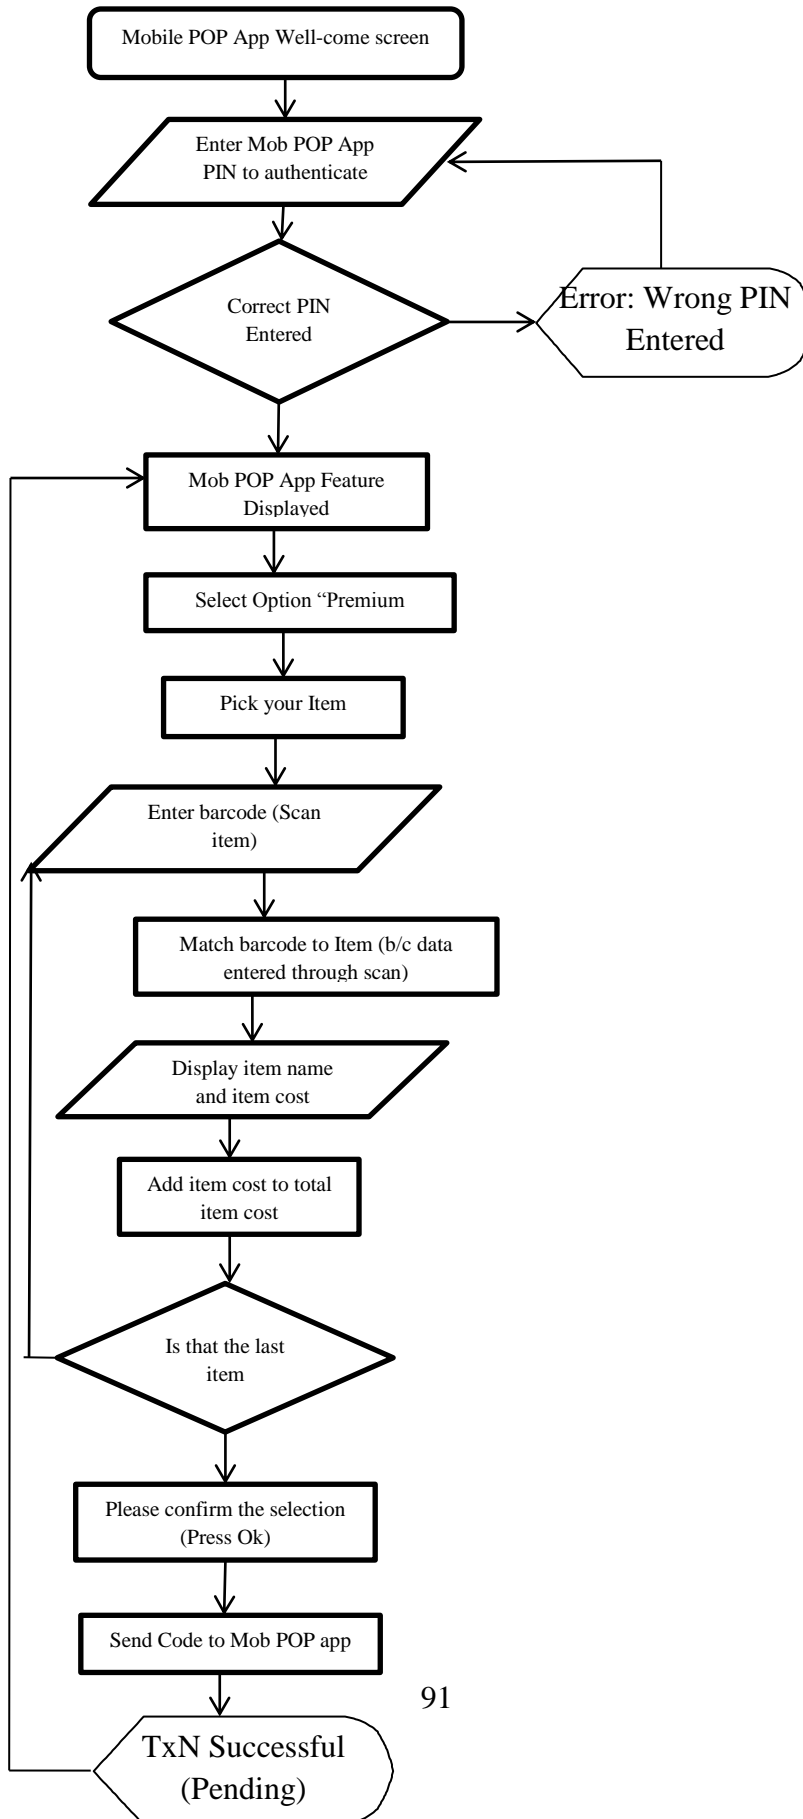 Mobile POP App Well-come screen
Enter Mob POP App
PIN to authenticate
Correct PIN
Entered
Error: Wrong PIN
Entered
Mob POP App Feature
Displayed
Select Option “Premium
Pick your Item
Enter barcode (Scan
item)
Match barcode to Item (b/c data
entered through scan)
Display item name
and item cost
Add item cost to total
item cost
Is that the last
item
Please confirm the selection
(Press Ok)
Send Code to Mob POP app
91
TxN Successful
(Pending)